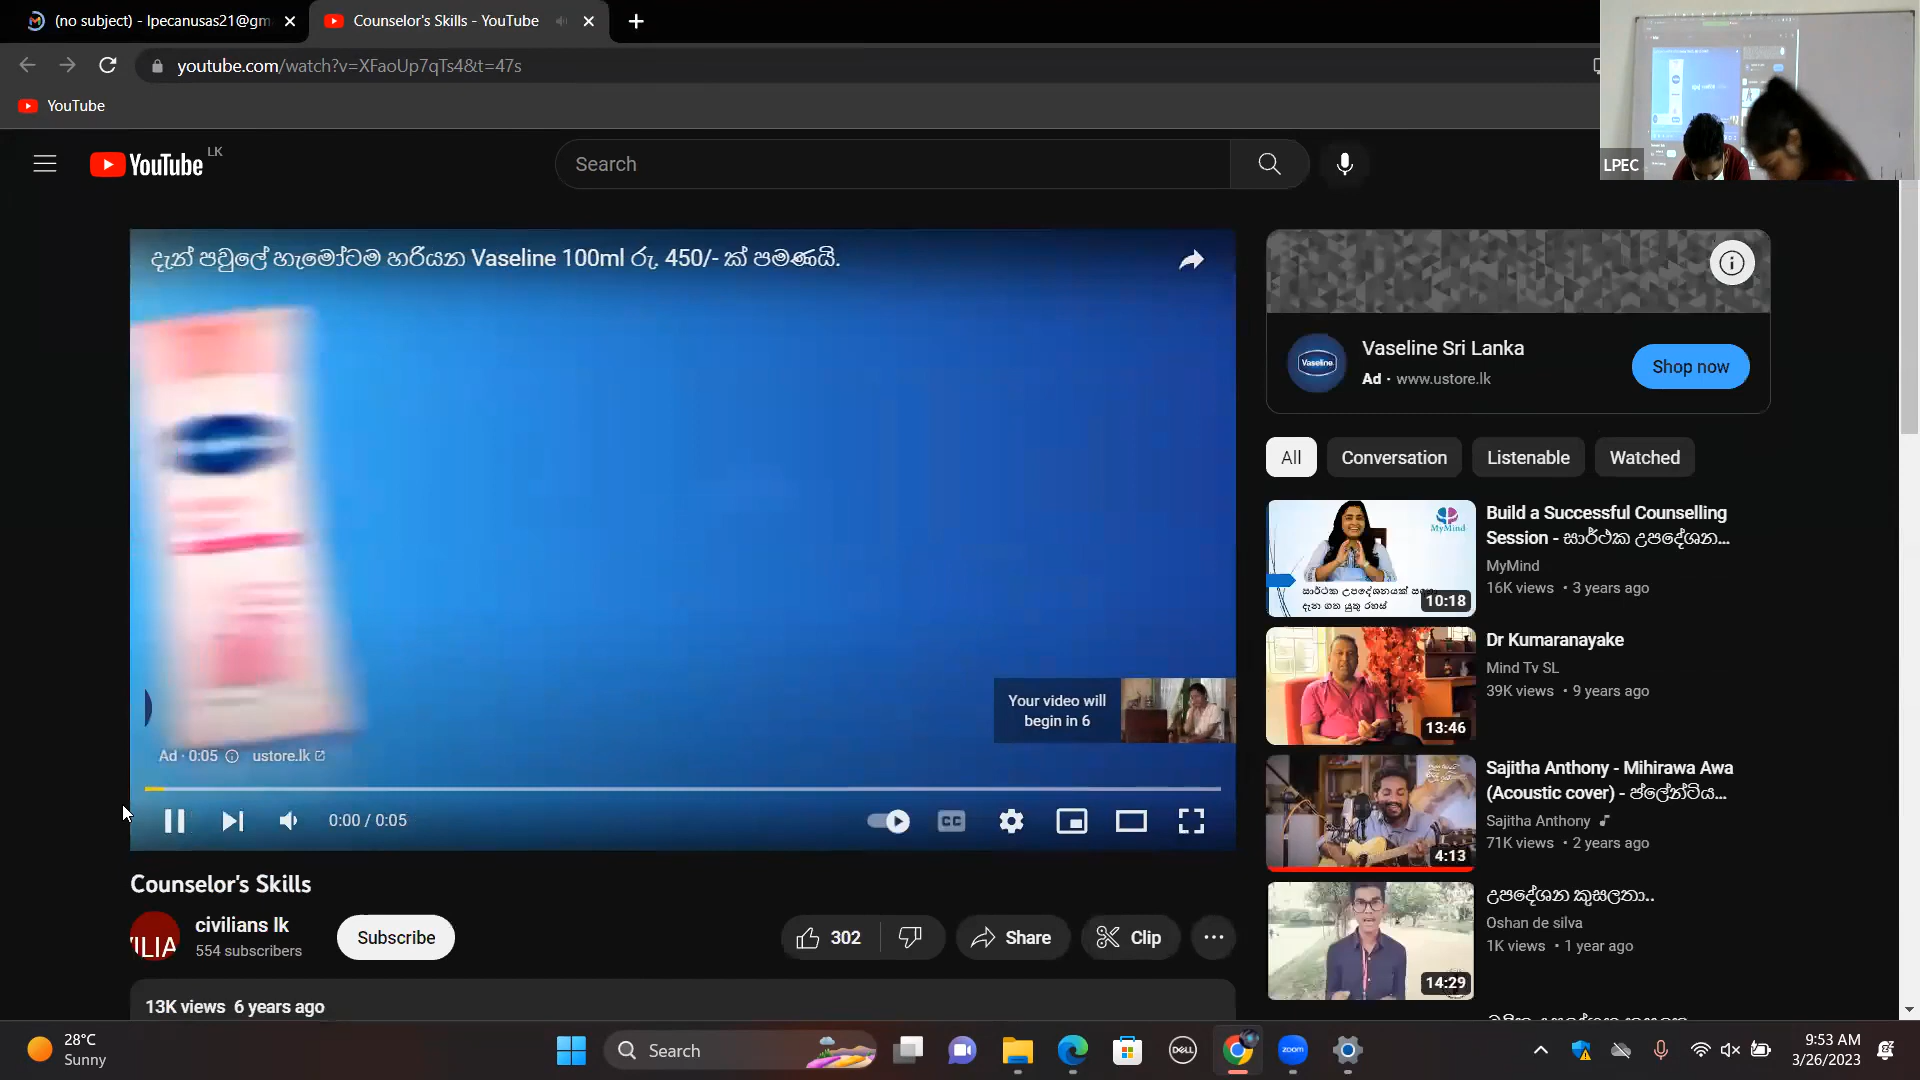 (no subject) - lpecanusas21@gm
Counselor's Skills - YouTube
youtube.com/watch?v=XFaoUp7qTs4&t=47s
YouTube
LPEC
YouTube LK
Search
දැන් පවුලේ හැමෝටම හරියන Vaseline 100ml රු. 450/- ක් පමණයි.
Your video will
begin in 6
Ad · 0:05
ustore.lk
0:00 / 0:05
CC
Counselor's Skills
civilians lk
554 subscribers
Subscribe
302
Share
Clip
13K views 6 years ago
Vaseline
Vaseline Sri Lanka
Ad · www.ustore.lk
Shop now
All
Conversation
Listenable
Watched
MyMind
10:18
Build a Successful Counselling
Session - සාර්ථක උපදේශන...
MyMind
16K views • 3 years ago
13:46
Dr Kumaranayake
Mind Tv SL
39K views • 9 years ago
4:13
Sajitha Anthony - Mihirawa Awa
(Acoustic cover) - ප්ලේන්ටිය...
Sajitha Anthony
71K views • 2 years ago
14:29
උපදේශන කුසලතා..
Oshan de silva
1K views • 1 year ago
28°C
Sunny
Search
DELL
zoom
9:53 AM
3/26/2023